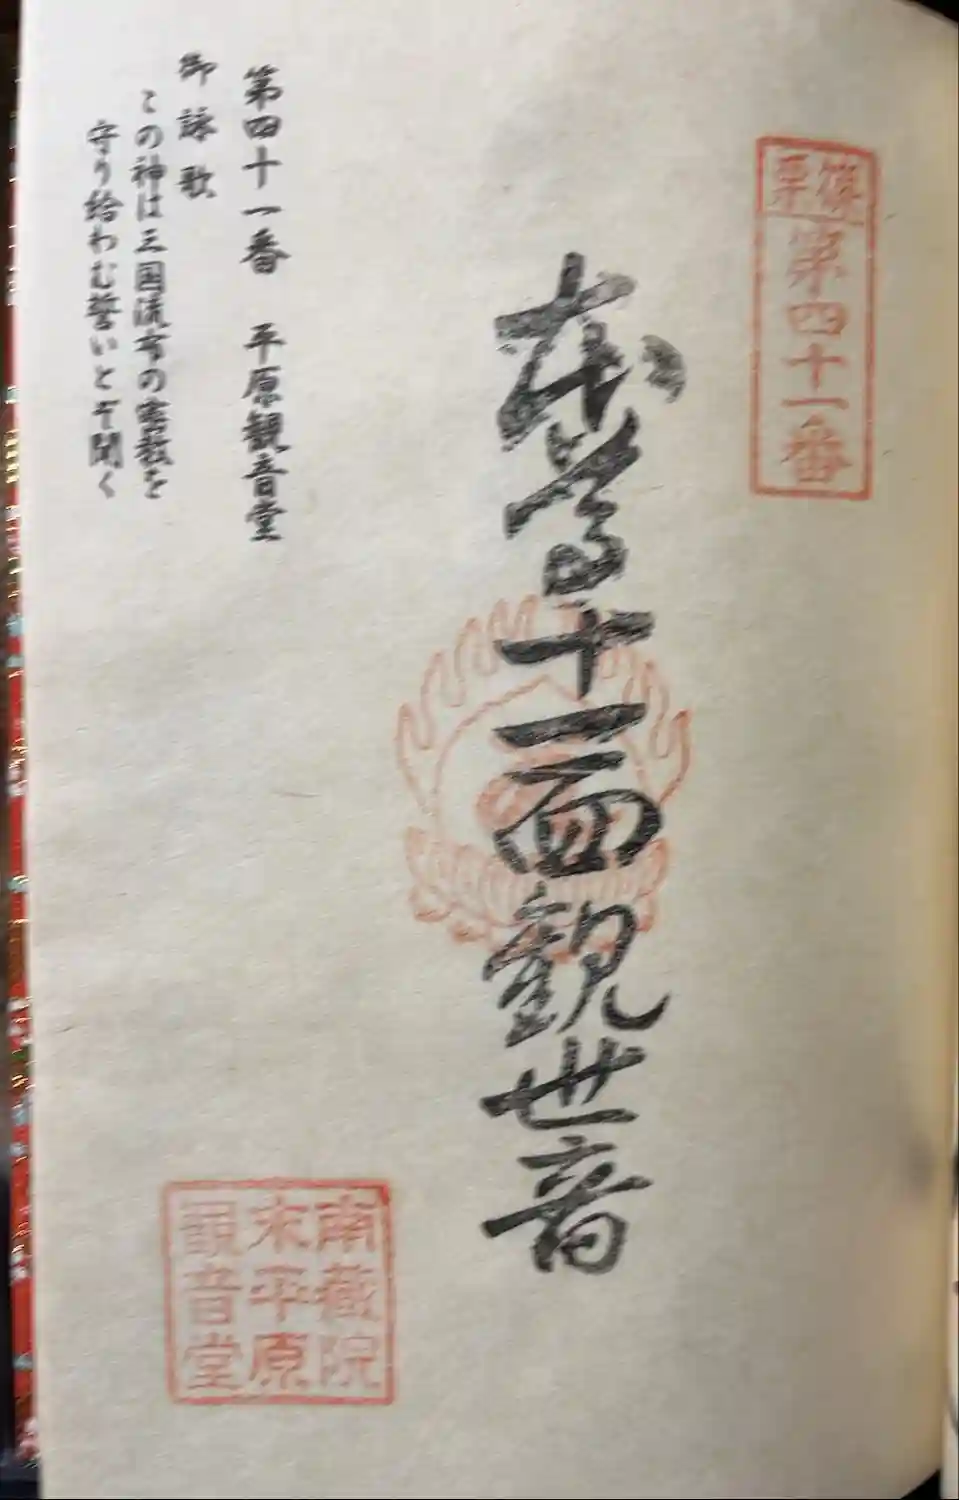 篠栗
第四十一番
本尊十一面観世音
第四十一番 平原観音堂
御詠歌
この神は三国流布の密教を
守り給わむ誓いとぞ聞く
南蔵院
末平原
観音堂